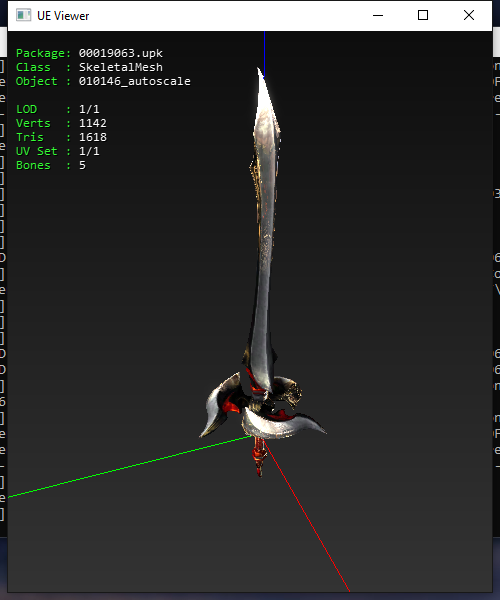 UE Viewer
Package: 00019063.upk
Class  : SkeletalMesh
Object : 010146_autoscale
LOD    : 1/1
Verts  : 1142
Tris   : 1618
UV Set : 1/1
Bones  : 5